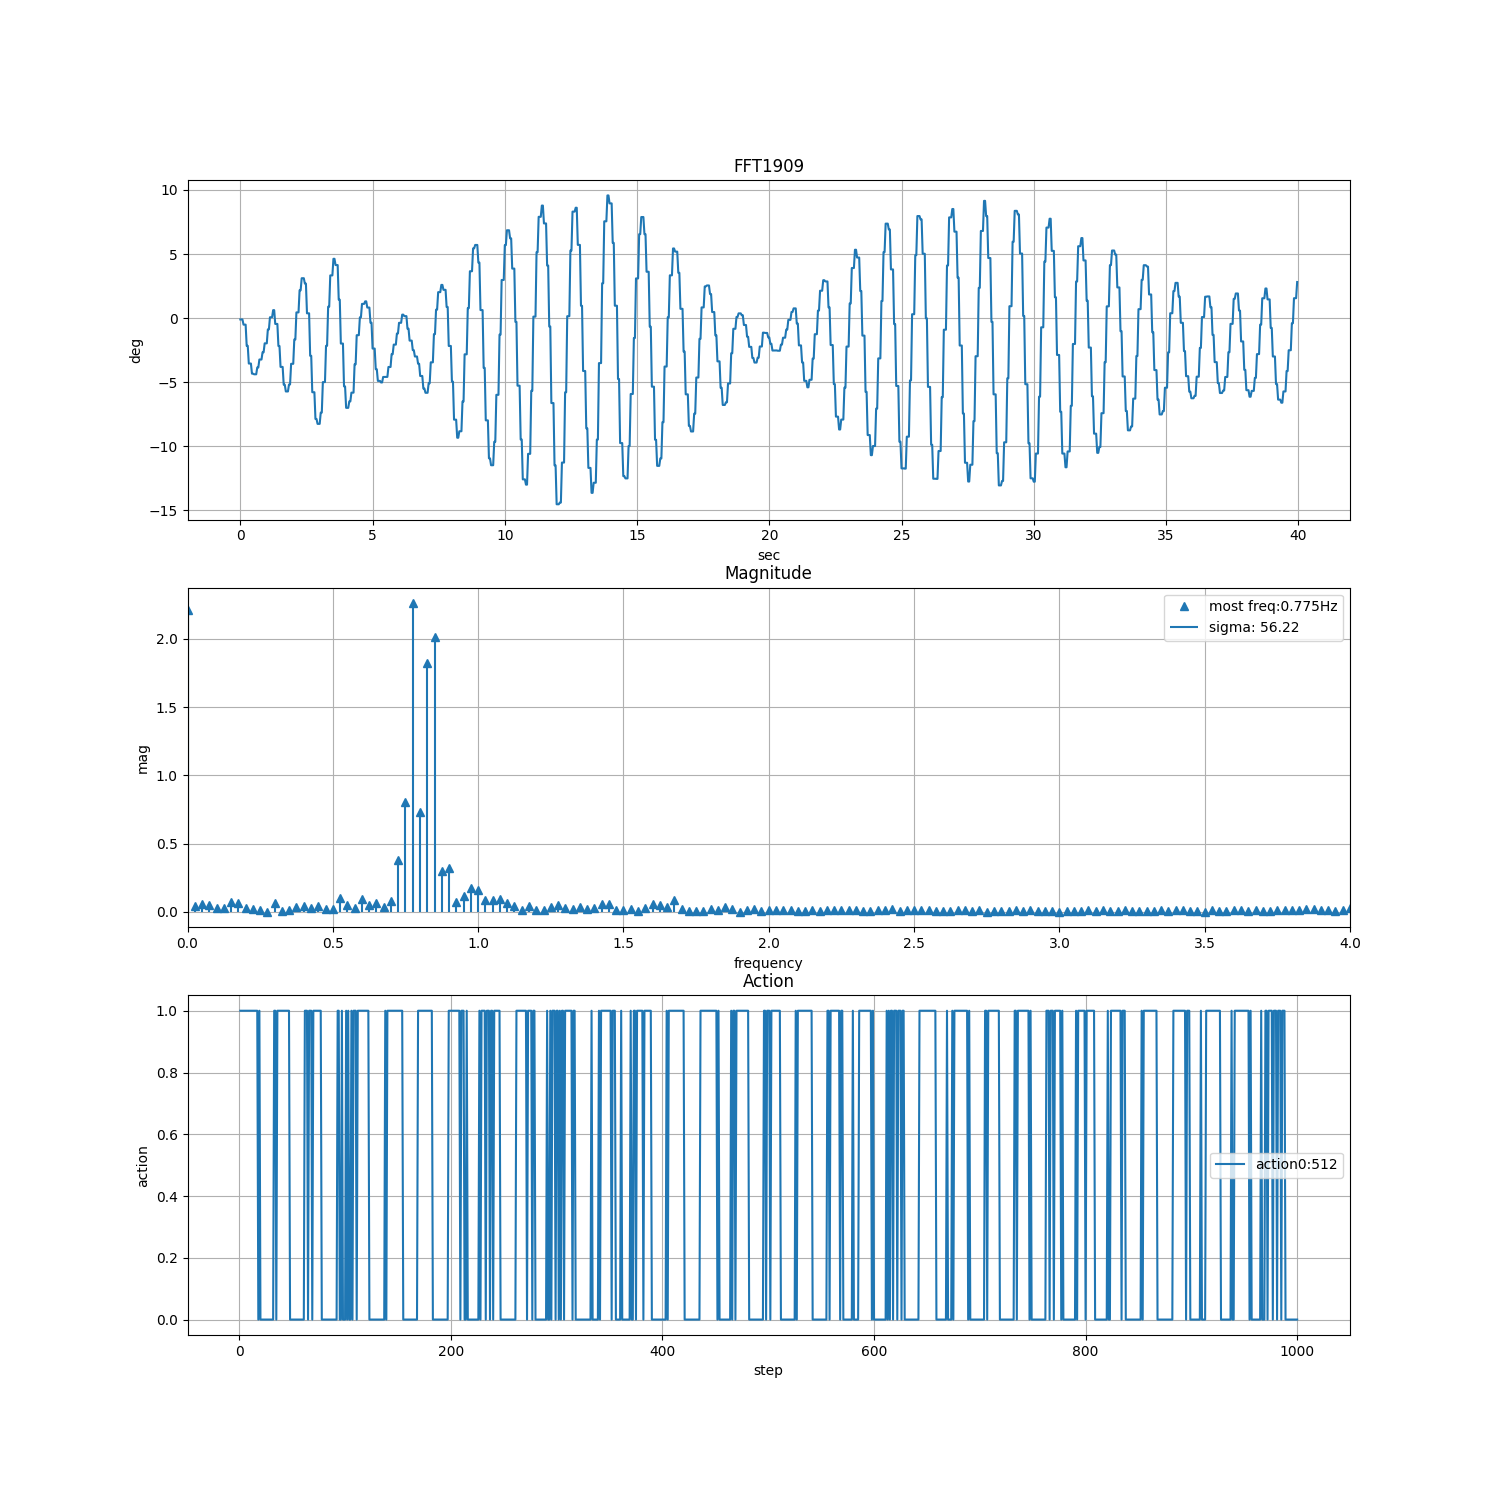 FFT1909
10
5
0
−5
−10
−15
deg
0 5 10 15 20 25 30 35 40
sec
Magnitude
most freq:0.775Hz
sigma: 56.22
2.0
1.5
1.0
0.5
0.0
mag
0.0 0.5 1.0 1.5 2.0 2.5 3.0 3.5 4.0
frequency
Action
1.0
0.8
0.6
0.4
0.2
0.0
action
action0:512
0 200 400 600 800 1000
step